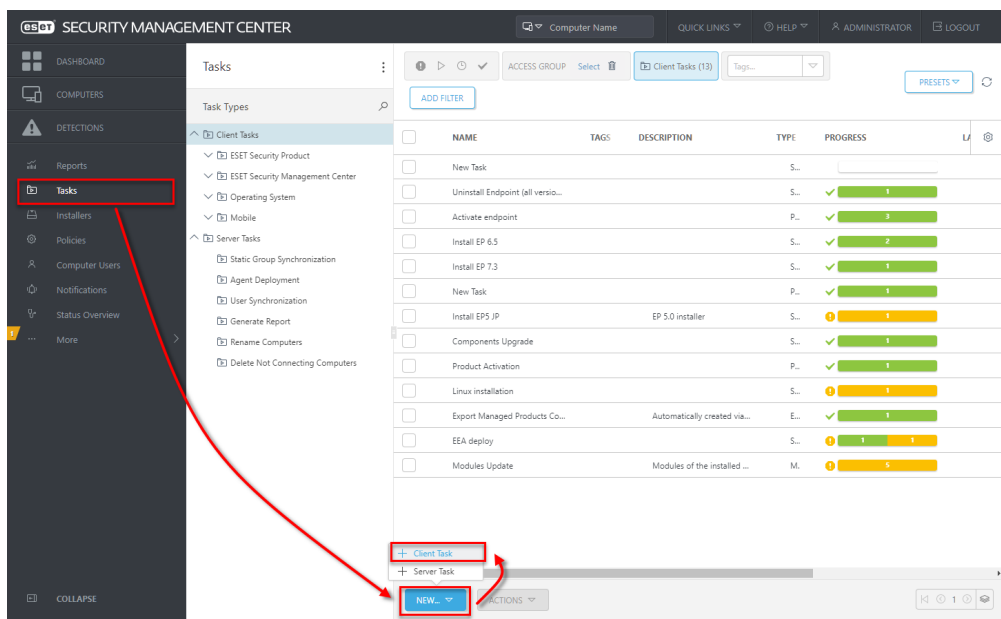 eset SECURITY MANAGEMENT CENTER
Computer Name
QUICK LINKS
HELP
ADMINISTRATOR
LOGOUT
DASHBOARD
COMPUTERS
DETECTIONS
Reports
Tasks
Installers
Policies
Computer Users
Notifications
Status Overview
More
COLLAPSE
Tasks
Task Types
Client Tasks
ESET Security Product
ESET Security Management Center
Operating System
Mobile
Server Tasks
Static Group Synchronization
Agent Deployment
User Synchronization
Generate Report
Rename Computers
Delete Not Connecting Computers
ACCESS GROUP Select
Client Tasks (13)
Tags...
PRESETS
ADD FILTER
NAME TAGS DESCRIPTION TYPE PROGRESS LA
New Task S...
Uninstall Endpoint (all versio... S... 1
Activate endpoint P... 3
Install EP 6.5 S... 2
Install EP 7.3 S... 1
New Task P... 1
Install EP5 JP EP 5.0 installer S... 1
Components Upgrade S... 1
Product Activation P... 1
Linux installation S... 1
Export Managed Products Co... Automatically created via... E... 1
EEA deploy S... 1 1
Modules Update Modules of the installed ... M. 5
Client Task
Server Task
NEW...
ACTIONS
1